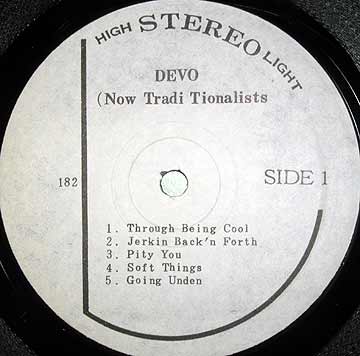 HIGH STEREO LIGHT
DEVO
(Now Tradi Tionalists
182
SIDE 1
1. Through Being Cool
2. Jerkin Back'n Forth
3. Pity You
4. Soft Things
5. Going Unden